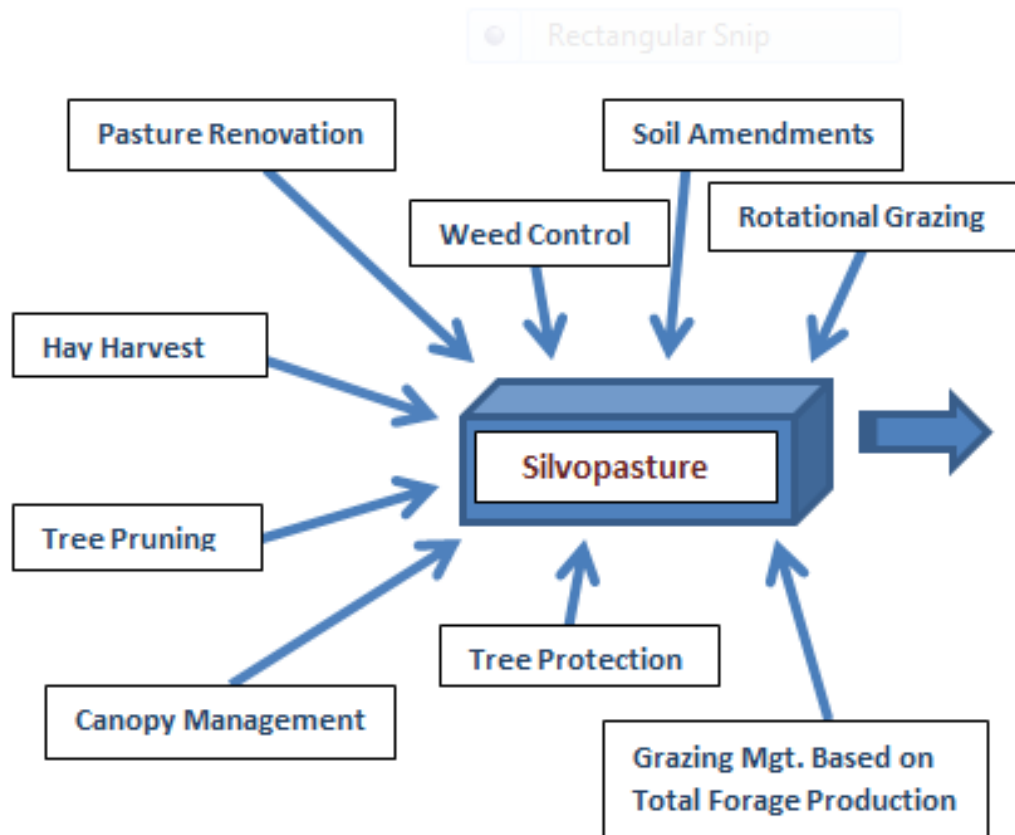 Rectangular Snip
Pasture Renovation
Soil Amendments
Weed Control
Rotational Grazing
Hay Harvest
Silvopasture
Tree Pruning
Tree Protection
Canopy Management
Grazing Mgt. Based on
Total Forage Production